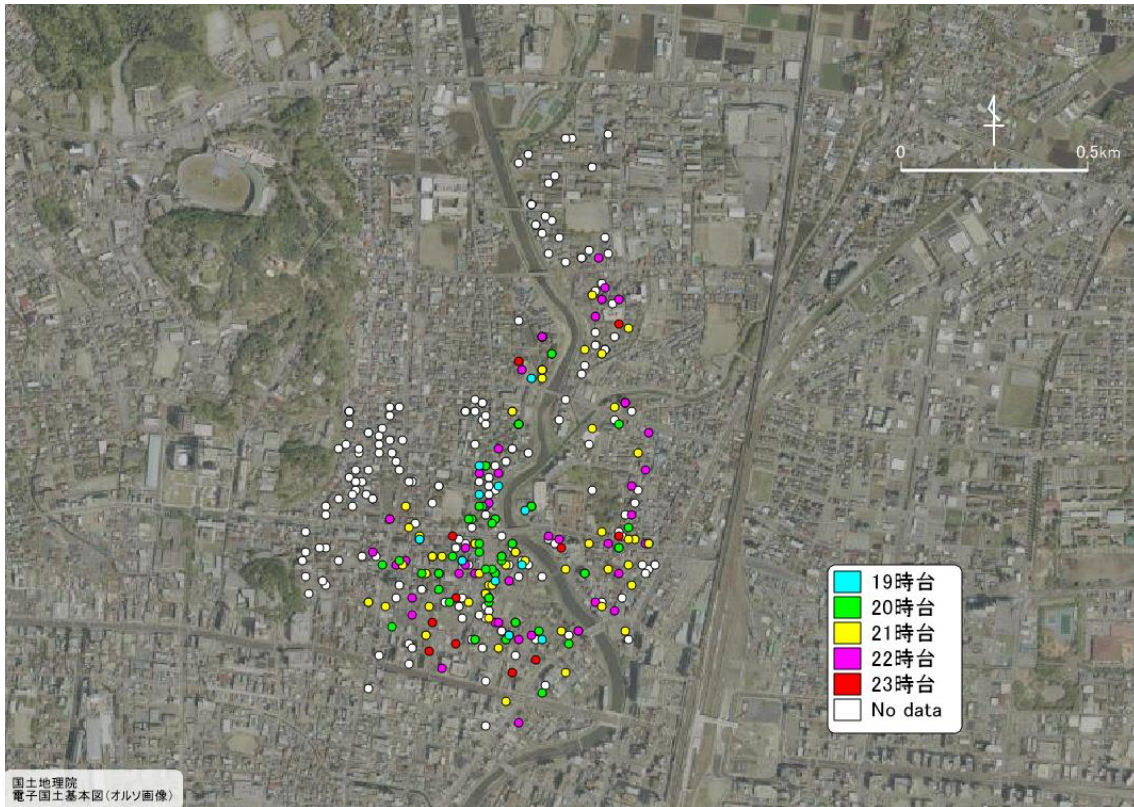 0
0.5km
19時台
20時台
21時台
22時台
23時台
No data
国土地理院
電子国土基本図(オルソ画像)